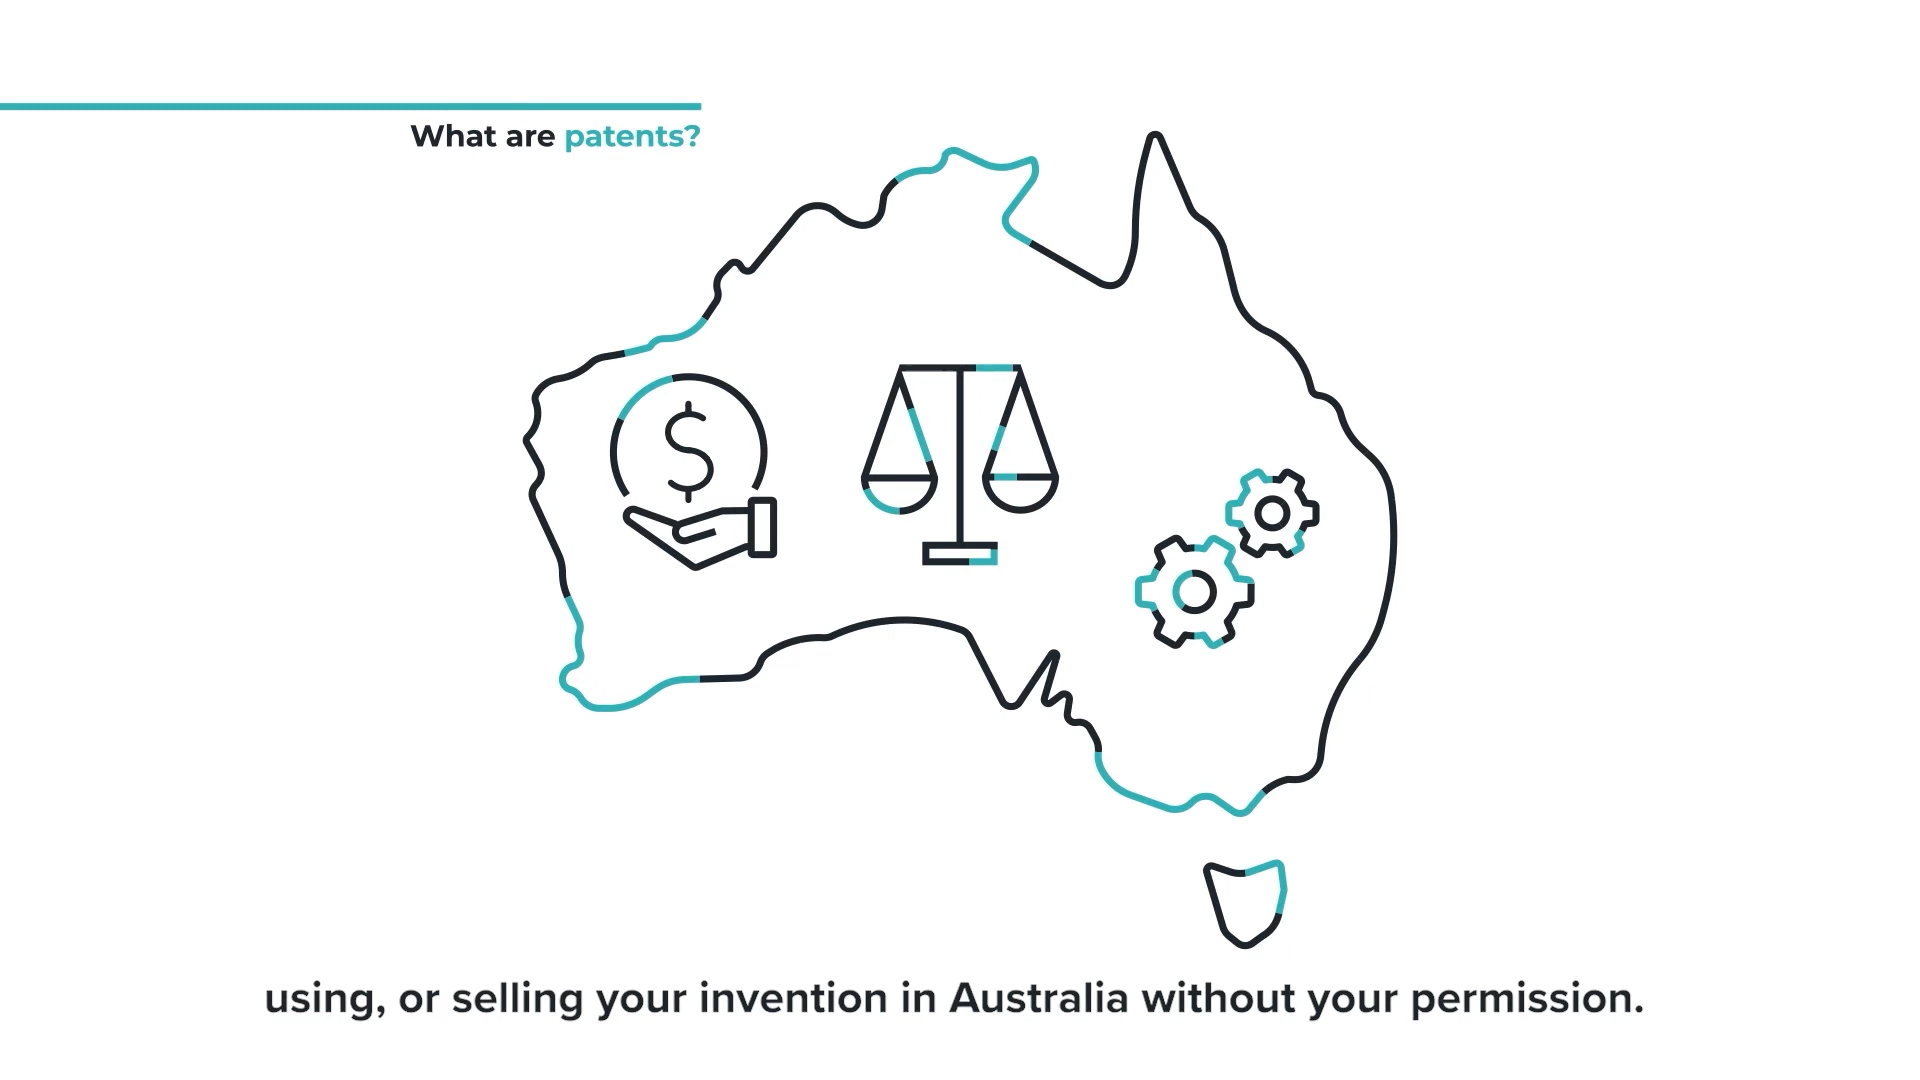 What are patents?
$
using, or selling your invention in Australia without your permission.